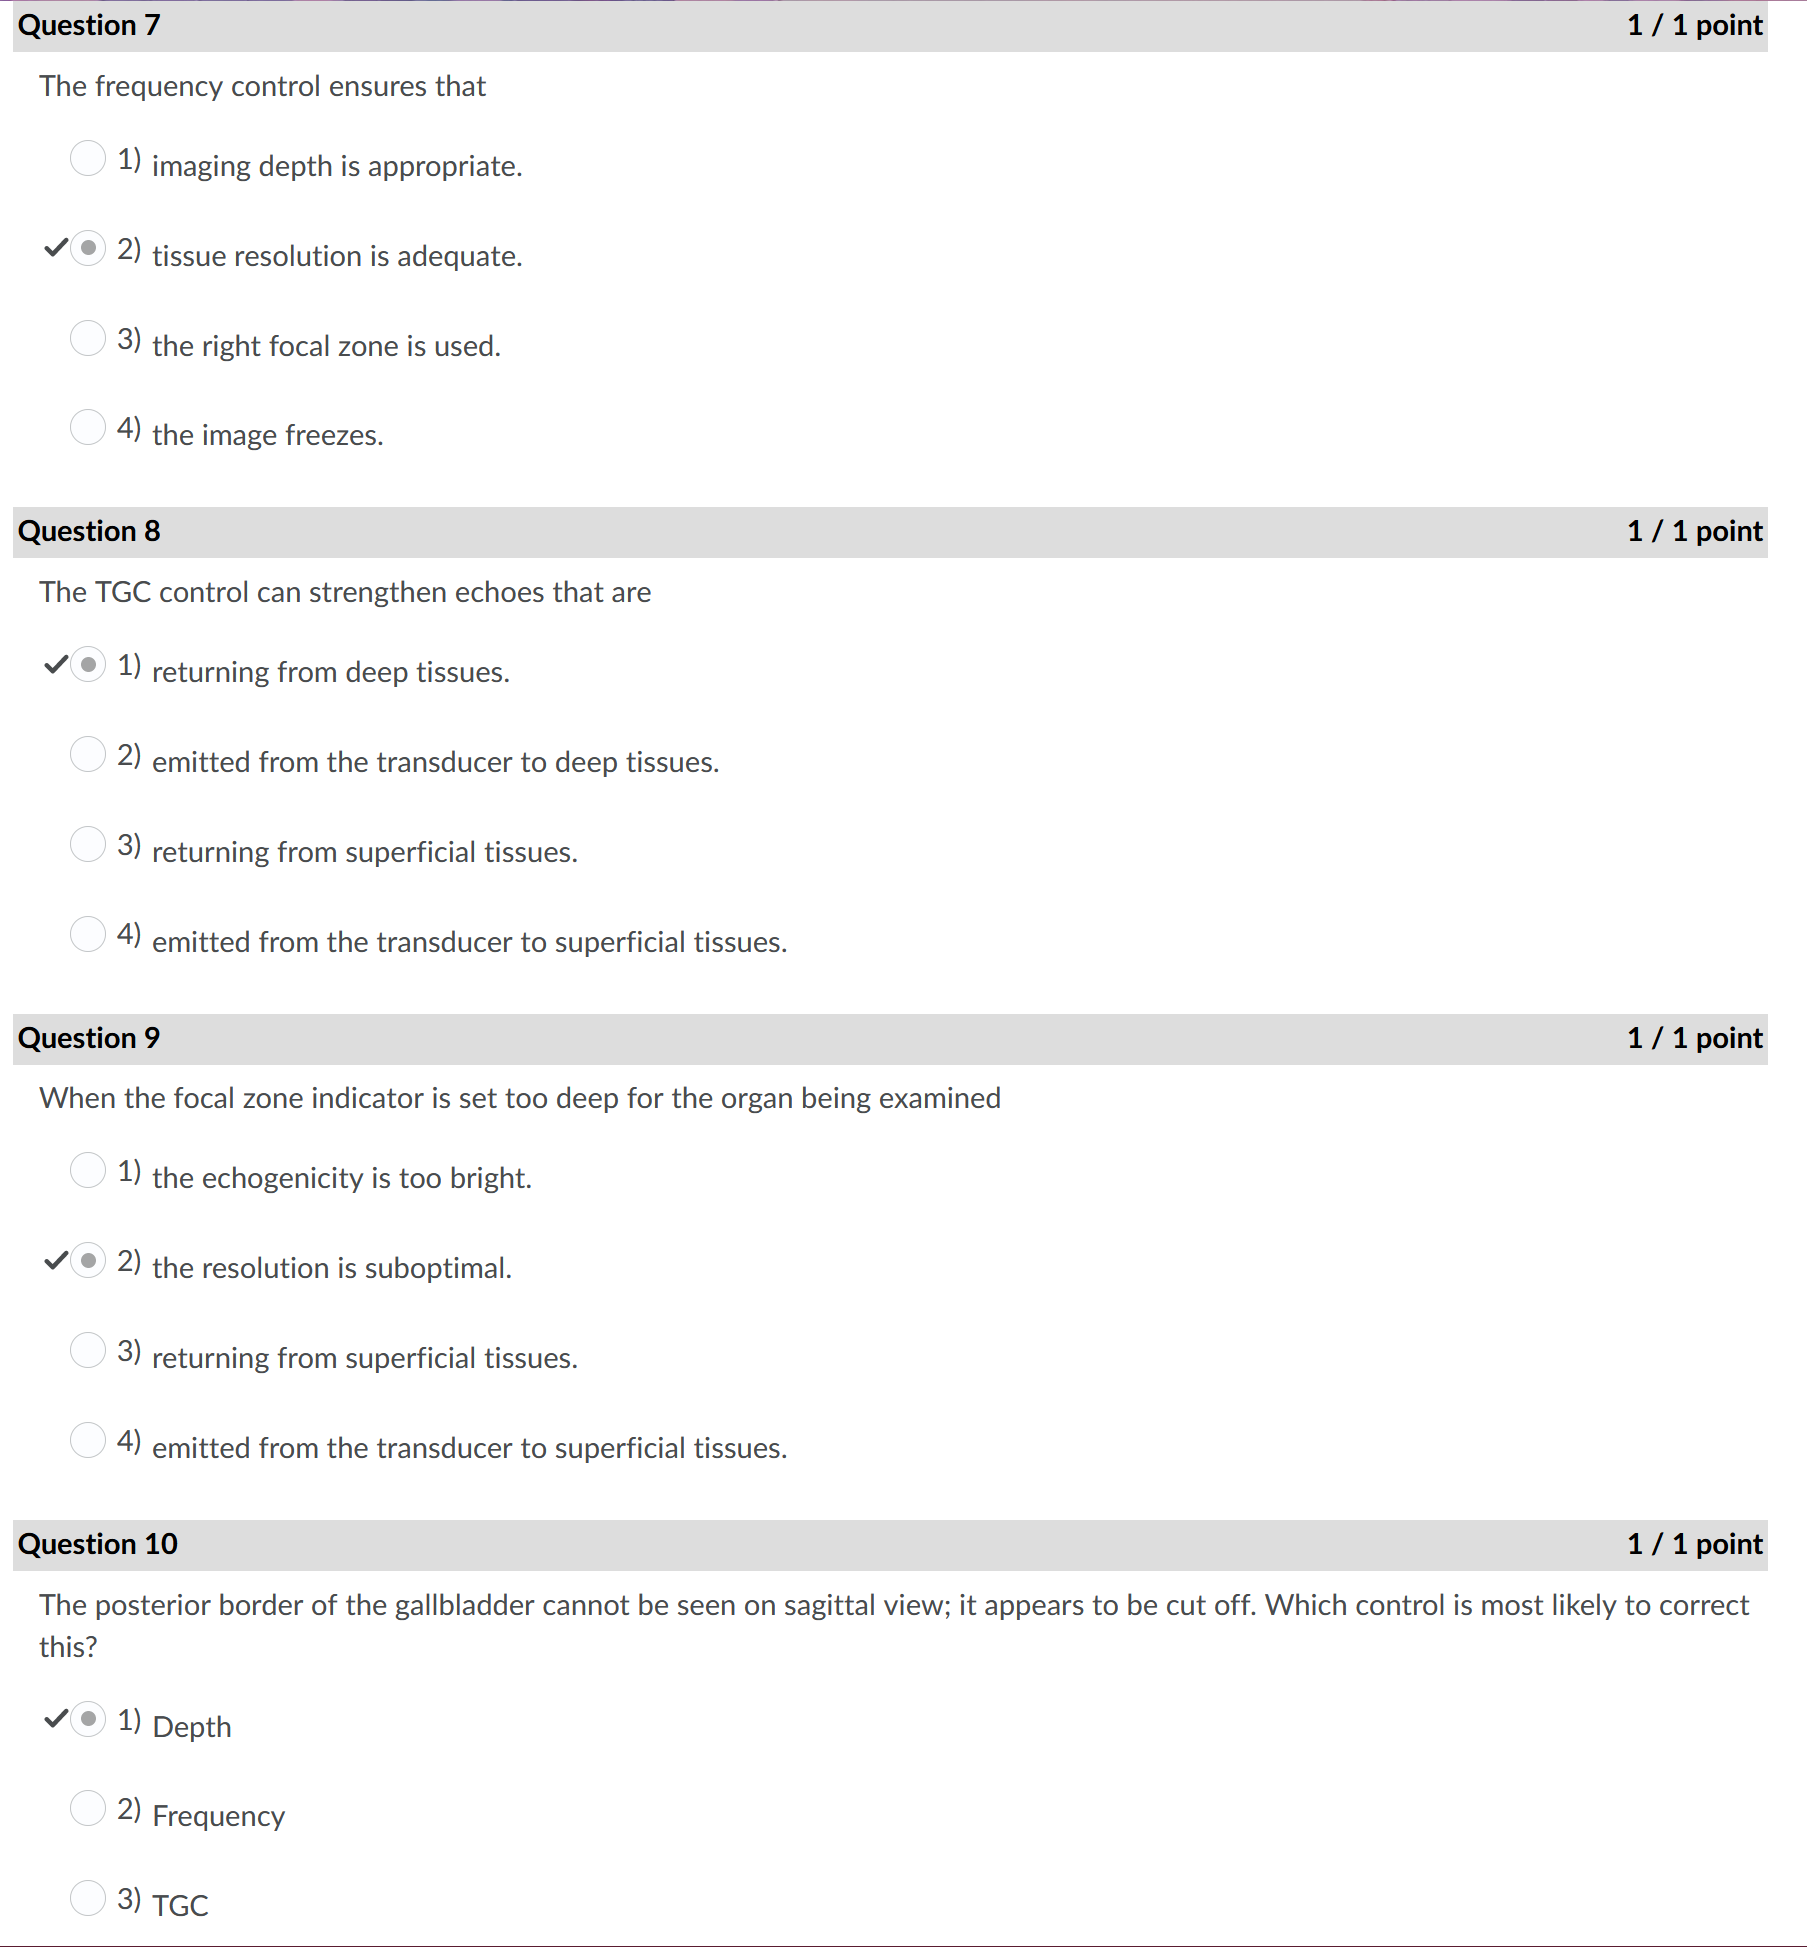 Question 7 1 / 1 point
The frequency control ensures that
1) imaging depth is appropriate.
2) tissue resolution is adequate.
3) the right focal zone is used.
4) the image freezes.
Question 8 1 / 1 point
The TGC control can strengthen echoes that are
1) returning from deep tissues.
2) emitted from the transducer to deep tissues.
3) returning from superficial tissues.
4) emitted from the transducer to superficial tissues.
Question 9 1 / 1 point
When the focal zone indicator is set too deep for the organ being examined
1) the echogenicity is too bright.
2) the resolution is suboptimal.
3) returning from superficial tissues.
4) emitted from the transducer to superficial tissues.
Question 10 1 / 1 point
The posterior border of the gallbladder cannot be seen on sagittal view; it appears to be cut off. Which control is most likely to correct
this?
1) Depth
2) Frequency
3) TGC